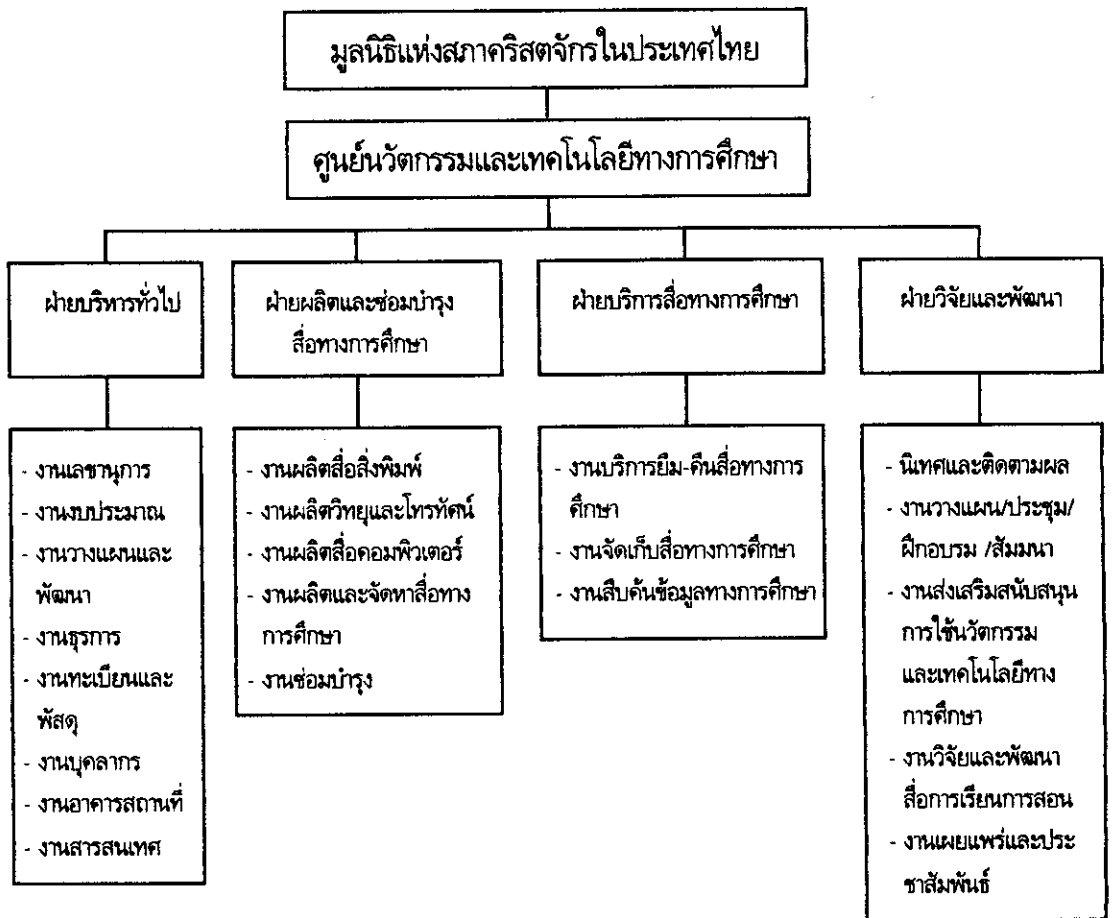 มูลนิธิแห่งสภาคริสตจักรในประเทศไทย
ศูนย์นวัตกรรมและเทคโนโลยีทางการศึกษา
ฝ่ายบริหารทั่วไป
ฝ่ายผลิตและซ่อมบำรุง
สื่อทางการศึกษา
ฝ่ายบริการสื่อทางการศึกษา
ฝ่ายวิจัยและพัฒนา
- งานเลขานุการ
- งานงบประมาณ
- งานวางแผนและ
พัฒนา
- งานธุรการ
- งานทะเบียนและ
พัสดุ
- งานบุคลากร
- งานอาคารสถานที่
- งานสารสนเทศ
- งานผลิตสื่อสิ่งพิมพ์
- งานผลิตวิทยุและโทรทัศน์
- งานผลิตสื่อคอมพิวเตอร์
- งานผลิตและจัดหาสื่อทาง
การศึกษา
- งานซ่อมบำรุง
- งานบริการยืม-คืนสื่อทางการ
ศึกษา
- งานจัดเก็บสื่อทางการศึกษา
- งานสืบค้นข้อมูลทางการศึกษา
- นิเทศและติดตามผล
- งานวางแผน/ประชุม/
ฝึกอบรม /สัมมนา
- งานส่งเสริมสนับสนุน
การใช้นวัตกรรม
และเทคโนโลยีทาง
การศึกษา
- งานวิจัยและพัฒนา
สื่อการเรียนการสอน
- งานเผยแพร่และประ
ชาสัมพันธ์